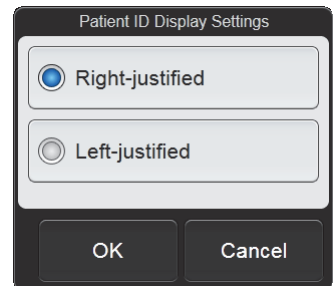 Patient ID Display Settings
Right-justified
Left-justified
OK
Cancel